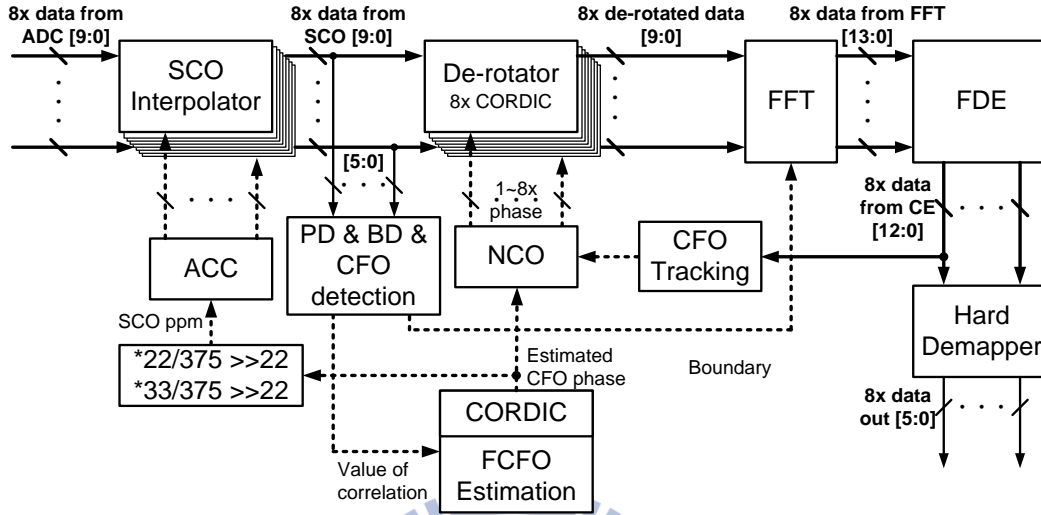 8x data from
ADC [9:0]
8x data from
SCO [9:0]
8x de-rotated data
[9:0]
8x data from FFT
[13:0]
SCO
Interpolator
De-rotator
8x CORDIC
FFT
FDE
[5:0]
1~8x
phase
8x data
from CE
[12:0]
ACC
PD & BD &
CFO
detection
NCO
CFO
Tracking
SCO ppm
Hard
Demapper
*22/375 >>22
*33/375 >>22
Estimated
CFO phase
Boundary
8x data
out [5:0]
CORDIC
Value of
correlation
FCFO
Estimation